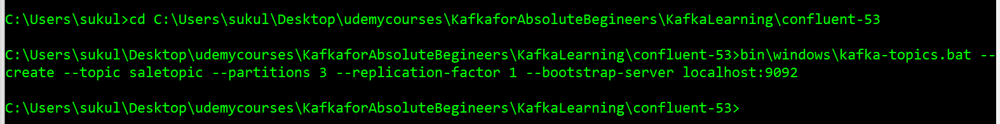 C:\Users\sukul>cd C:\Users\sukul\Desktop\udemycourses\KafkaforAbsoluteBegineers\KafkaLearning\confluent-53
C:\Users\sukul\Desktop\udemycourses\KafkaforAbsoluteBegineers\KafkaLearning\confluent-53>bin\windows\kafka-topics.bat --
create --topic saletopic --partitions 3 --replication-factor 1 --bootstrap-server localhost:9092
C:\Users\sukul\Desktop\udemycourses\KafkaforAbsoluteBegineers\KafkaLearning\confluent-53>